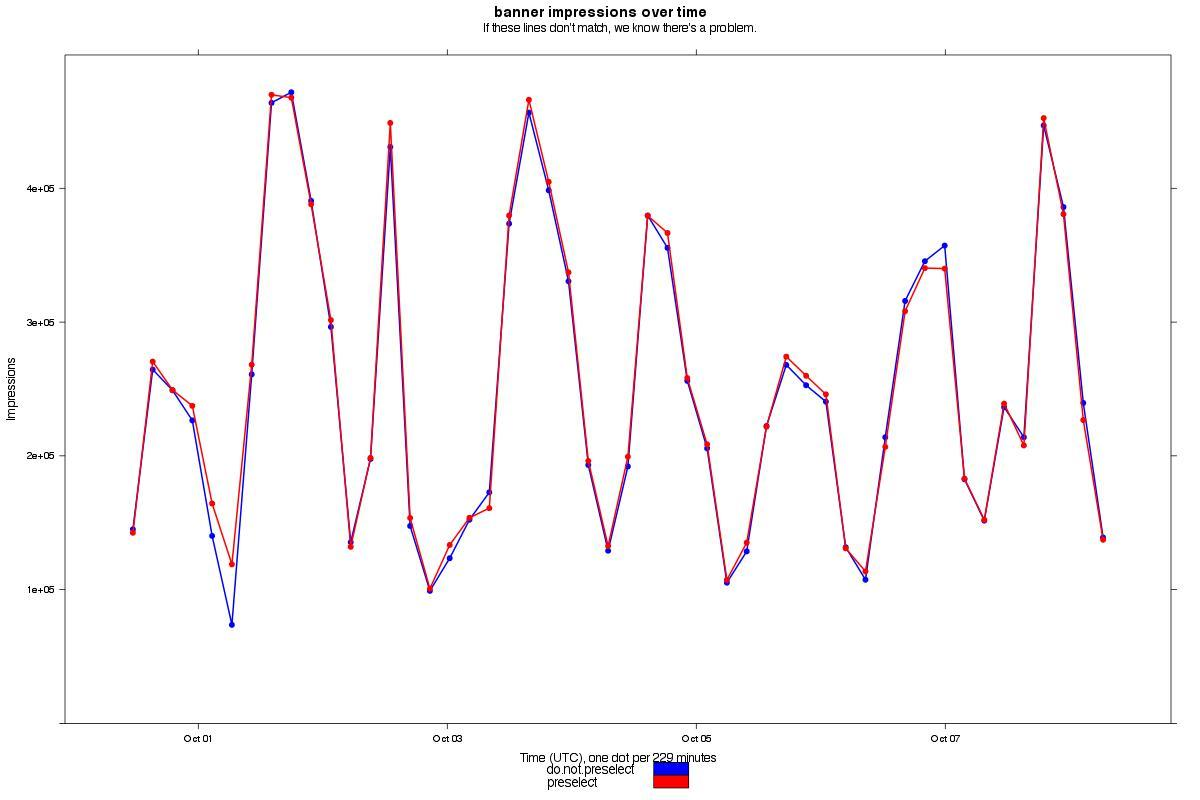 banner impressions over time
If these lines don't match, we know there's a problem.
4e+05
3e+05
2e+05
1e+05
Impressions
Oct 01
Oct 03
Oct 05
Oct 07
Time (UTC), one dot per 229 minutes
do.not.preselect
preselect